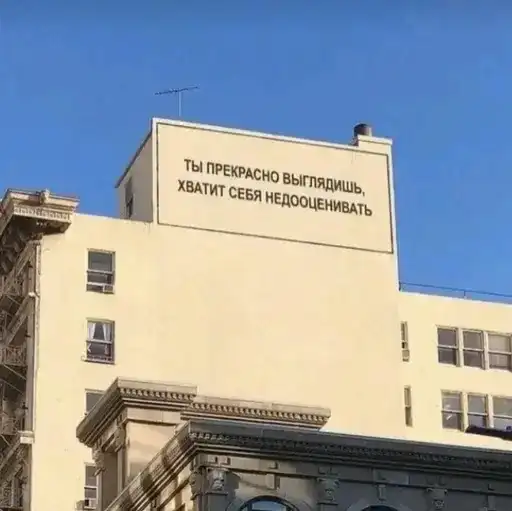 ТЫ ПРЕКРАСНО ВЫГЛЯДИШЬ,
ХВАТИТ СЕБЯ НЕДООЦЕНИВАТЬ